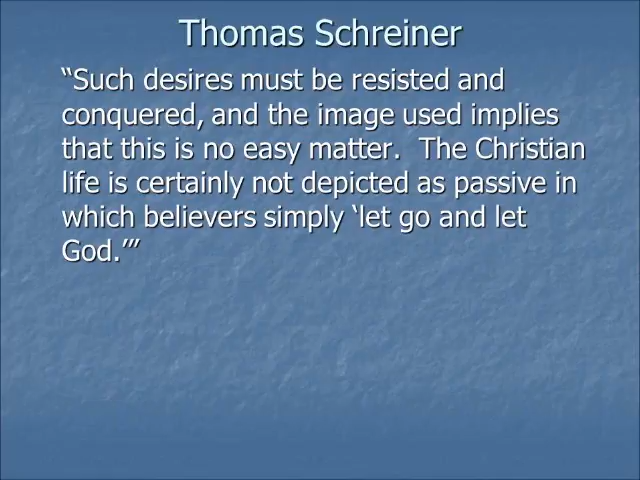 Thomas Schreiner
“Such desires must be resisted and
conquered, and the image used implies
that this is no easy matter.  The Christian
life is certainly not depicted as passive in
which believers simply ‘let go and let
God.’”